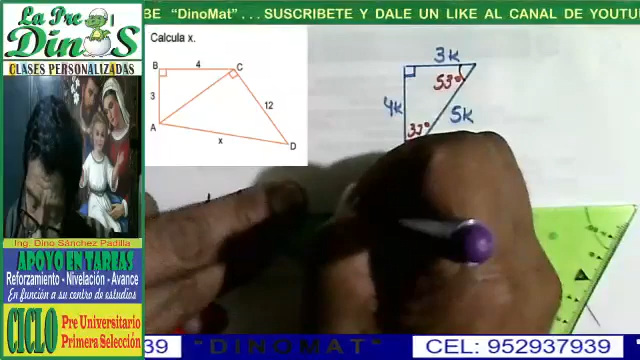 La Pre
DinoS
CLASES PERSONALIZADAS
BE "DinoMat"... SUSCRIBETE Y DALE UN LIKE AL CANAL DE YOUTU
Calcula x.
B 4 C
3 12
A x D
3k
53°
4k 5k
37°
Ing: Dino Sánchez Padilla
APOYO EN TAREAS
Reforzamiento - Nivelación - Avance
En función a su centro de estudios
CICLO Pre Universitario
Primera Selección
39 "DINOMAT" CEL: 952937939